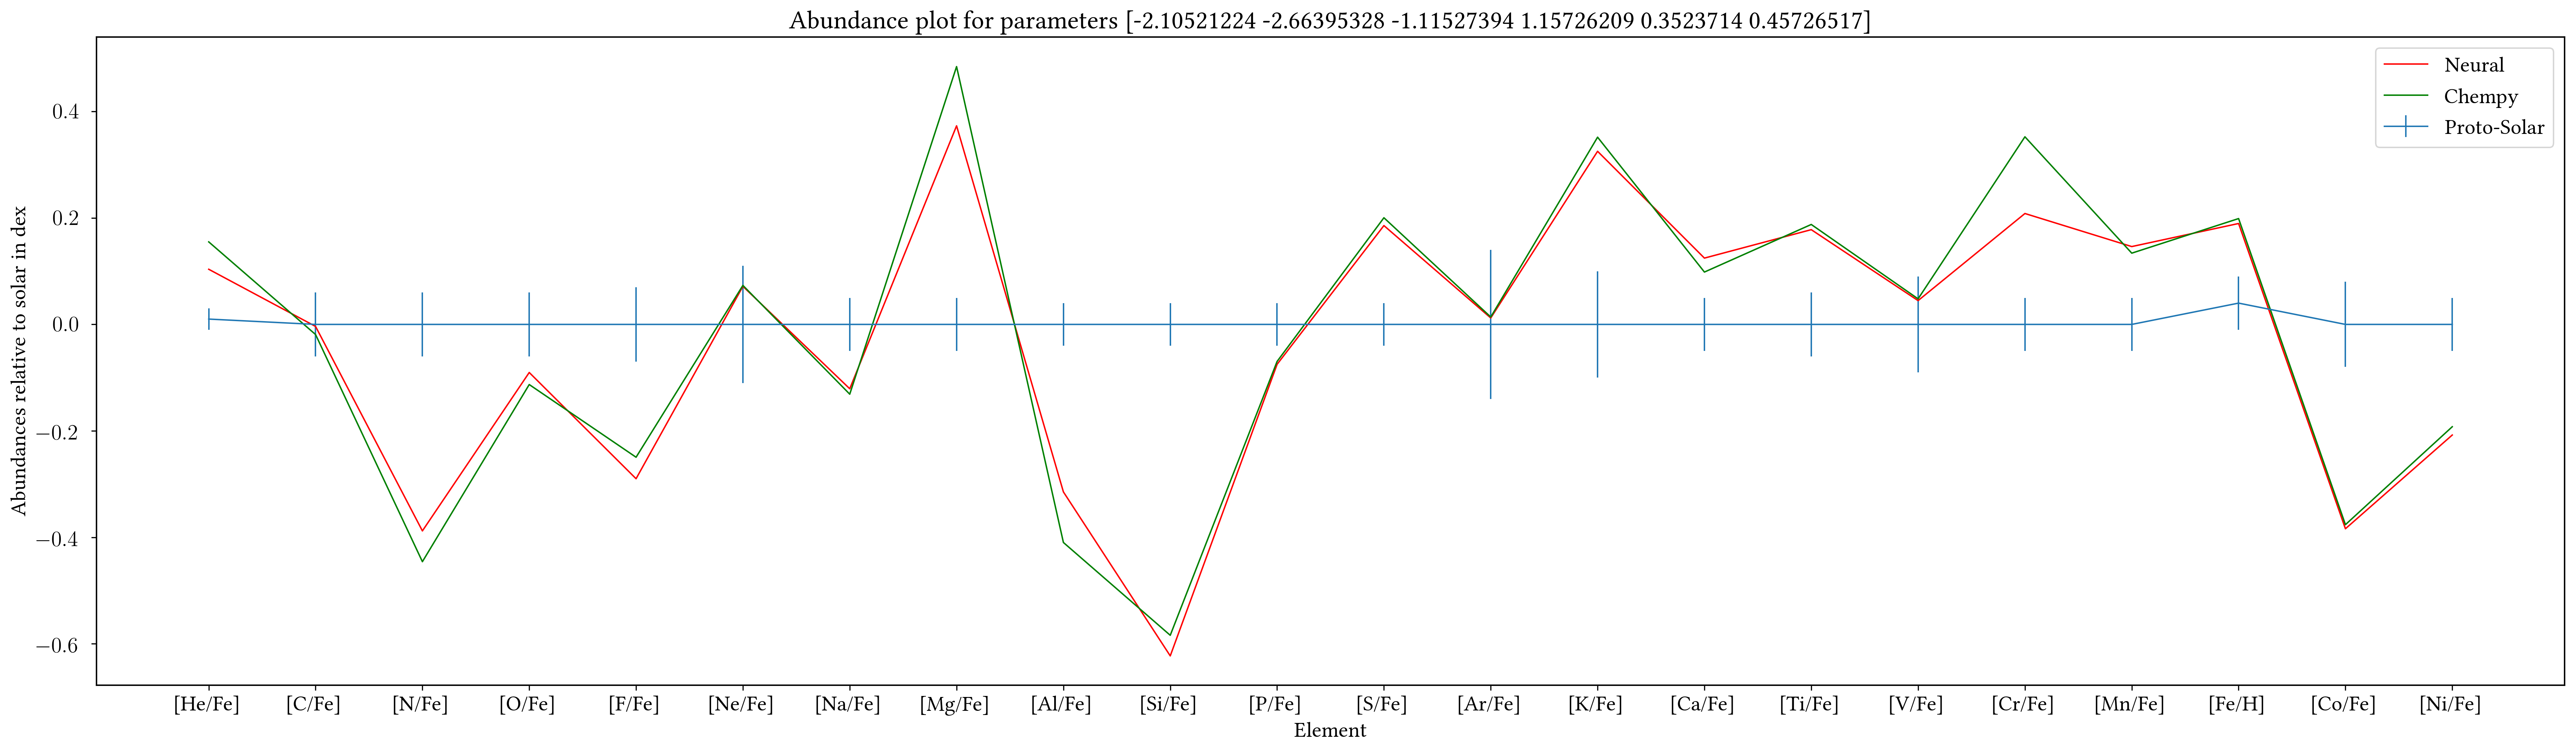 Abundance plot for parameters [-2.10521224 -2.66395328 -1.11527394 1.15726209 0.3523714 0.45726517]
Neural
Chempy
Proto-Solar
Abundances relative to solar in dex
0.4
0.2
0.0
−0.2
−0.4
−0.6
[He/Fe] [C/Fe] [N/Fe] [O/Fe] [F/Fe] [Ne/Fe] [Na/Fe] [Mg/Fe] [Al/Fe] [Si/Fe] [P/Fe] [S/Fe] [Ar/Fe] [K/Fe] [Ca/Fe] [Ti/Fe] [V/Fe] [Cr/Fe] [Mn/Fe] [Fe/H] [Co/Fe] [Ni/Fe]
Element